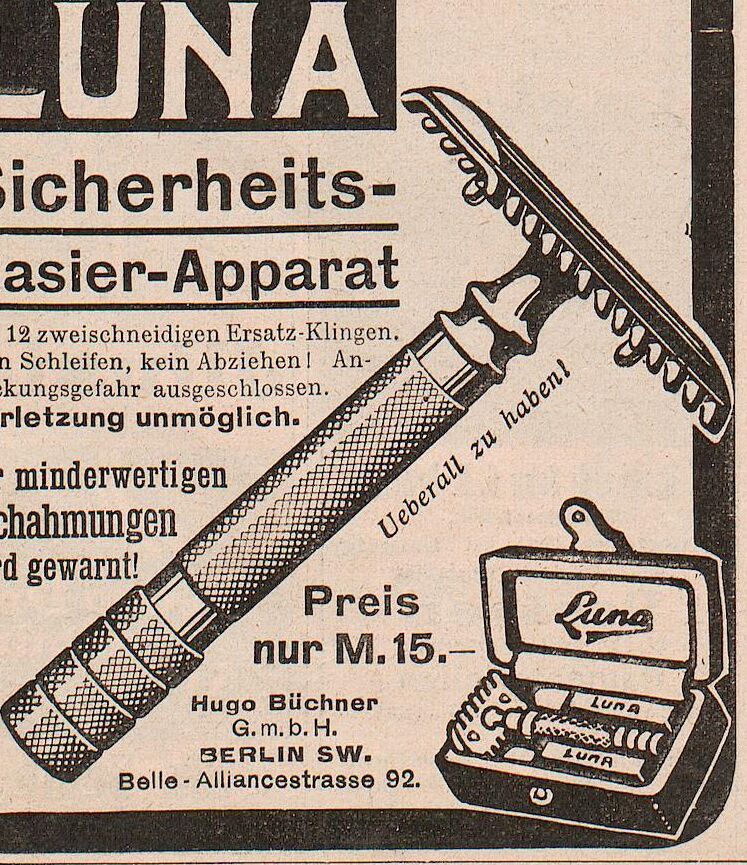 LUNA
Sicherheits-
asier-Apparat
12 zweischneidigen Ersatz-Klingen.
n Schleifen, kein Abziehen! An-
ckungsgefahr ausgeschlossen.
rletzung unmöglich.
r minderwertigen
chahmungen
rd gewarnt!
Ueberall zu haben!
Preis
nur M. 15.—
Hugo Büchner
G. m. b. H.
BERLIN SW.
Belle-Alliancestrasse 92.
Luna
LUNA
LUNA